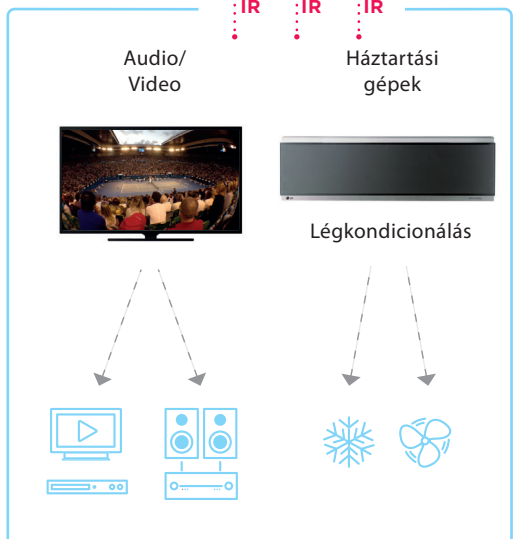 IR IR IR
Audio/
Video
Háztartási
gépek
Légkondicionálás